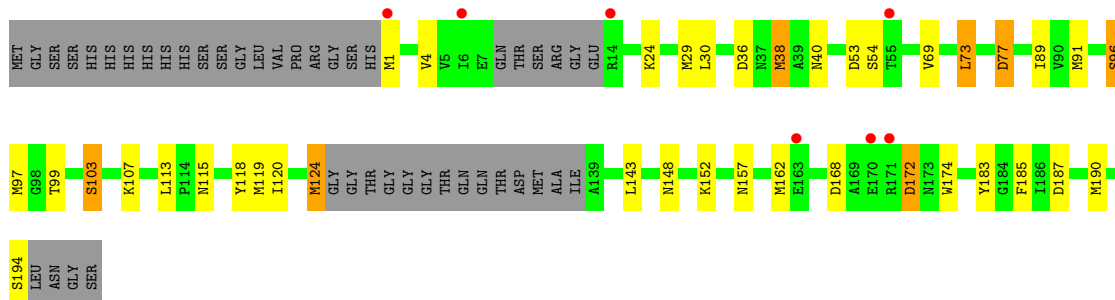 MET GLY SER SER HIS HIS HIS HIS HIS HIS SER SER GLY LEU VAL PRO ARG GLY SER HIS M1 V4 V5 I6 E7 GLN THR SER ARG GLY GLU R14 K24 M29 L30 D36 N37 M38 A39 N40 D53 S54 T55 V69 L73 D77 I89 V90 M91 S96
M97 G98 T99 S103 K107 L113 P114 N115 Y118 M119 I120 M124 GLY GLY THR GLY GLY GLY THR GLN GLN THR ASP MET ALA ILE A139 L143 N148 K152 N157 M162 E163 D168 A169 E170 R171 D172 N173 W174 Y183 G184 F185 I186 D187 M190
S194 LEU ASN GLY SER